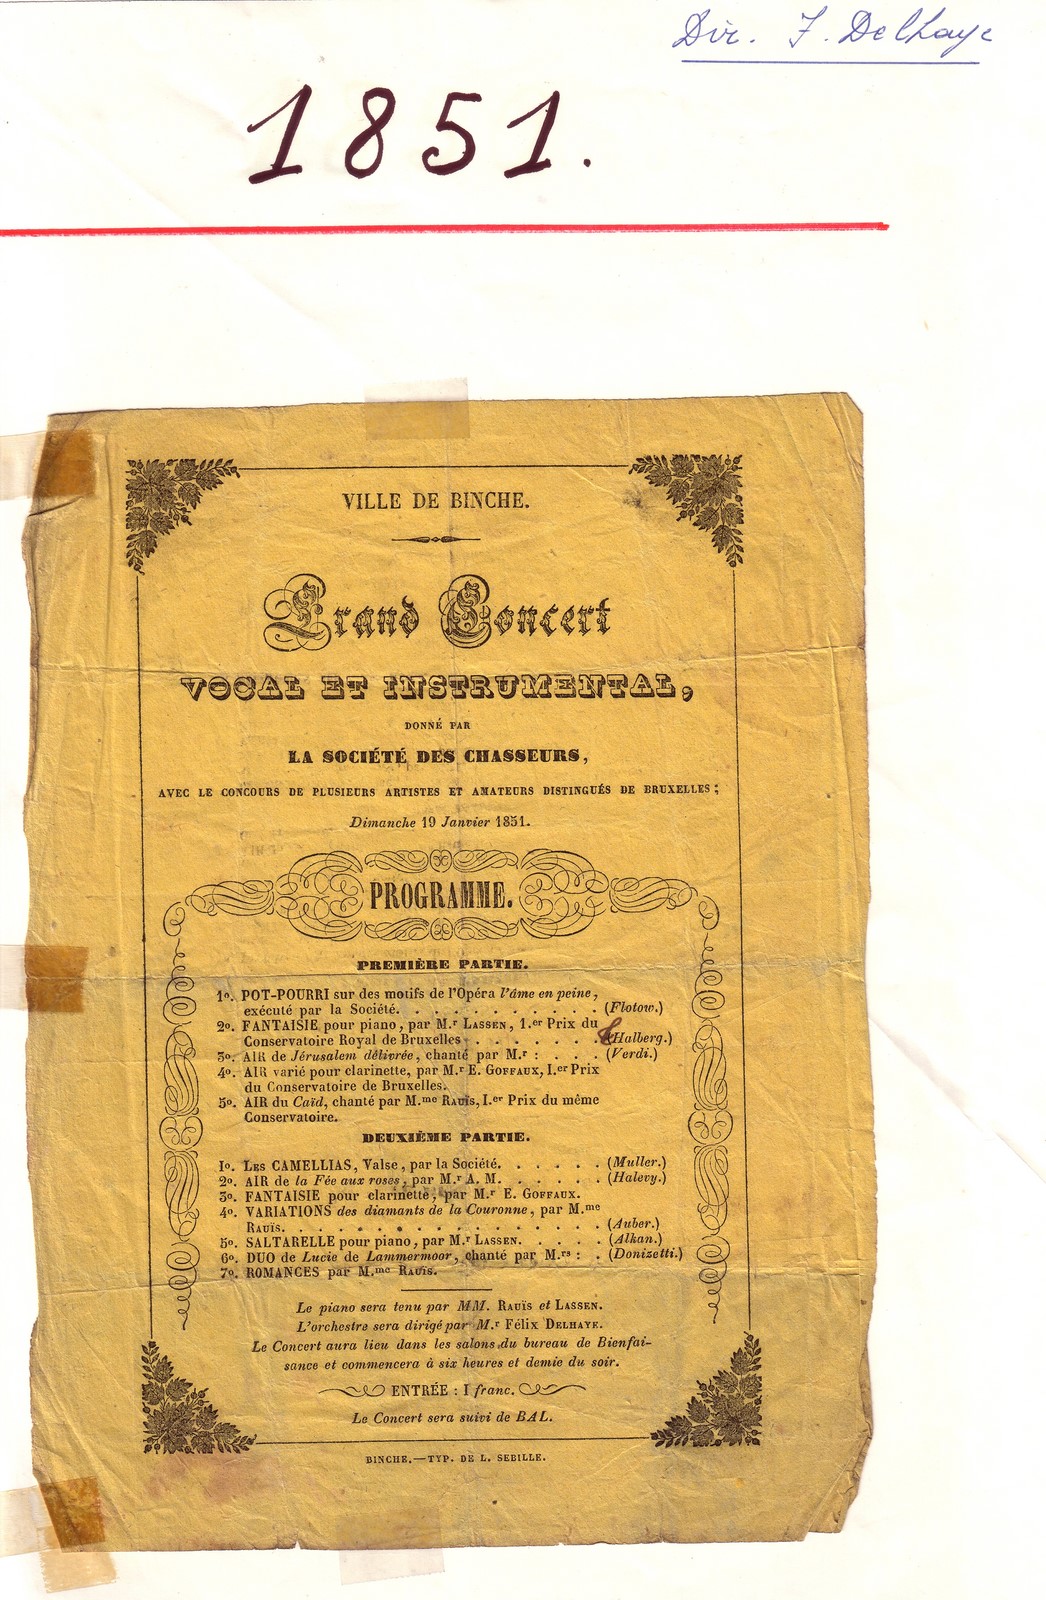 Dir. F. Delhaye
1851.
VILLE DE BINCHE.
Grand Concert
VOCAL ET INSTRUMENTAL,
DONNÉ PAR
LA SOCIÉTÉ DES CHASSEURS,
AVEC LE CONCOURS DE PLUSIEURS ARTISTES ET AMATEURS DISTINGUÉS DE BRUXELLES;
Dimanche 19 Janvier 1851.
PROGRAMME.
PREMIÈRE PARTIE.
1o. POT-POURRI sur des motifs de l'Opéra l'âme en peine,
exécuté par la Société. . . . . . . . . . . (Flotow.)
2o. FANTAISIE pour piano, par M.r LASSEN, 1.er Prix du
Conservatoire Royal de Bruxelles . . . . . . . (Halberg.)
3o. AIR de Jérusalem délivrée, chanté par M.r : . . . (Verdi.)
4o. AIR varié pour clarinette, par M.r E. GOFFAUX, I.er Prix
du Conservatoire de Bruxelles.
5o. AIR du Caïd, chanté par M.me RAUÏS, I.er Prix du même
Conservatoire.
DEUXIÈME PARTIE.
1o. LES CAMELLIAS, Valse, par la Société. . . . . . (Muller.)
2o. AIR de la Fée aux roses, par M.r A. M. . . . . . (Halevy.)
3o. FANTAISIE pour clarinette, par M.r E. GOFFAUX.
4o. VARIATIONS des diamants de la Couronne, par M.me
RAUÏS. . . . . . . . . . . . . . . . . (Auber.)
5o. SALTARELLE pour piano, par M.r LASSEN. . . . . (Alkan.)
6o. DUO de Lucie de Lammermoor, chanté par M.rs : . (Donizetti.)
7o. ROMANCES par M.me RAUÏS.
Le piano sera tenu par MM. RAUÏS et LASSEN.
L'orchestre sera dirigé par M.r Félix DELHAYE.
Le Concert aura lieu dans les salons du bureau de Bienfai-
sance et commencera à six heures et demie du soir.
ENTRÉE : I franc.
Le Concert sera suivi de BAL.
BINCHE.—TYP. DE L. SEBILLE.